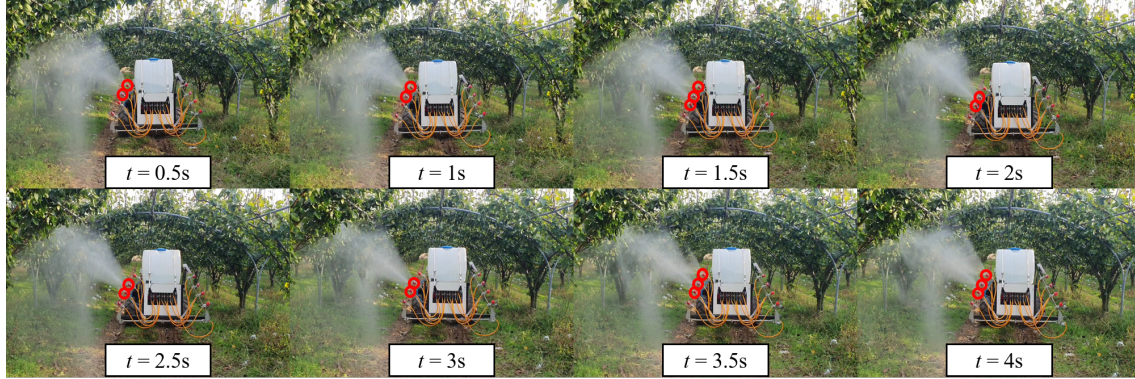 t = 0.5s
t = 1s
t = 1.5s
t = 2s
t = 2.5s
t = 3s
t = 3.5s
t = 4s